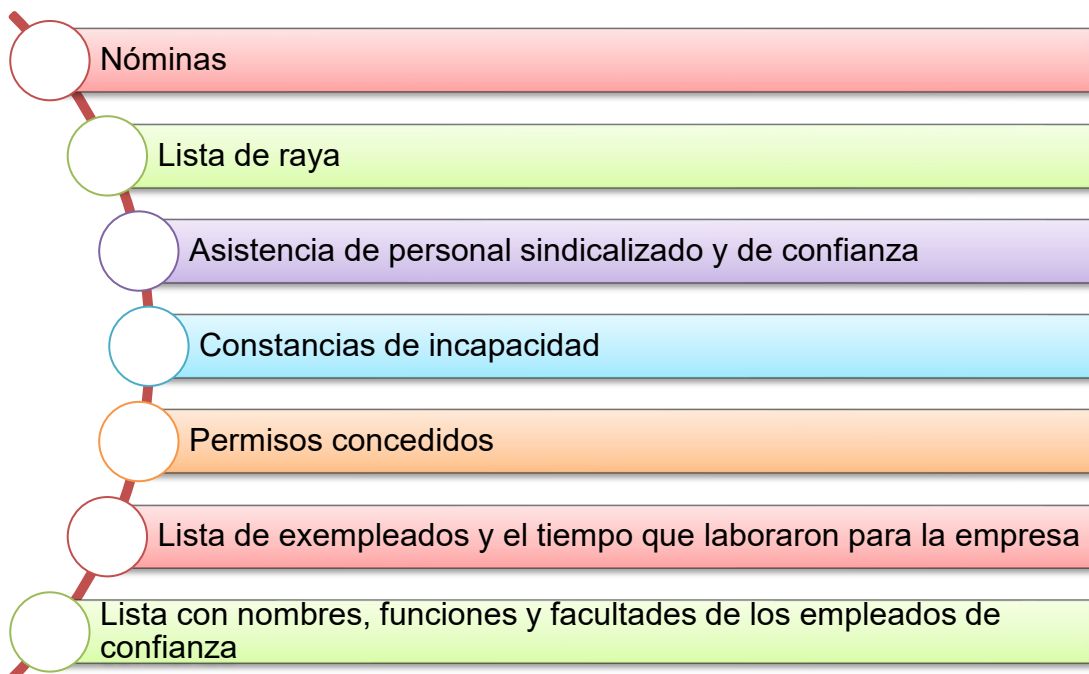 Nóminas
Lista de raya
Asistencia de personal sindicalizado y de confianza
Constancias de incapacidad
Permisos concedidos
Lista de exempleados y el tiempo que laboraron para la empresa
Lista con nombres, funciones y facultades de los empleados de
confianza